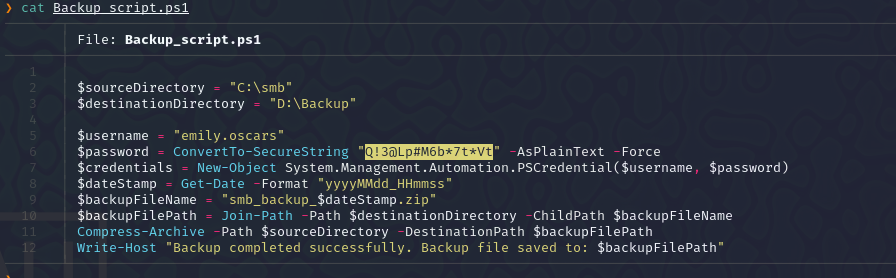 ❯ cat Backup_script.ps1
File: Backup_script.ps1
1
2 $sourceDirectory = "C:\smb"
3 $destinationDirectory = "D:\Backup"
4
5 $username = "emily.oscars"
6 $password = ConvertTo-SecureString "Q!3@Lp#M6b*7t*Vt" -AsPlainText -Force
7 $credentials = New-Object System.Management.Automation.PSCredential($username, $password)
8 $dateStamp = Get-Date -Format "yyyyMMdd_HHmmss"
9 $backupFileName = "smb_backup_$dateStamp.zip"
10 $backupFilePath = Join-Path -Path $destinationDirectory -ChildPath $backupFileName
11 Compress-Archive -Path $sourceDirectory -DestinationPath $backupFilePath
12 Write-Host "Backup completed successfully. Backup file saved to: $backupFilePath"